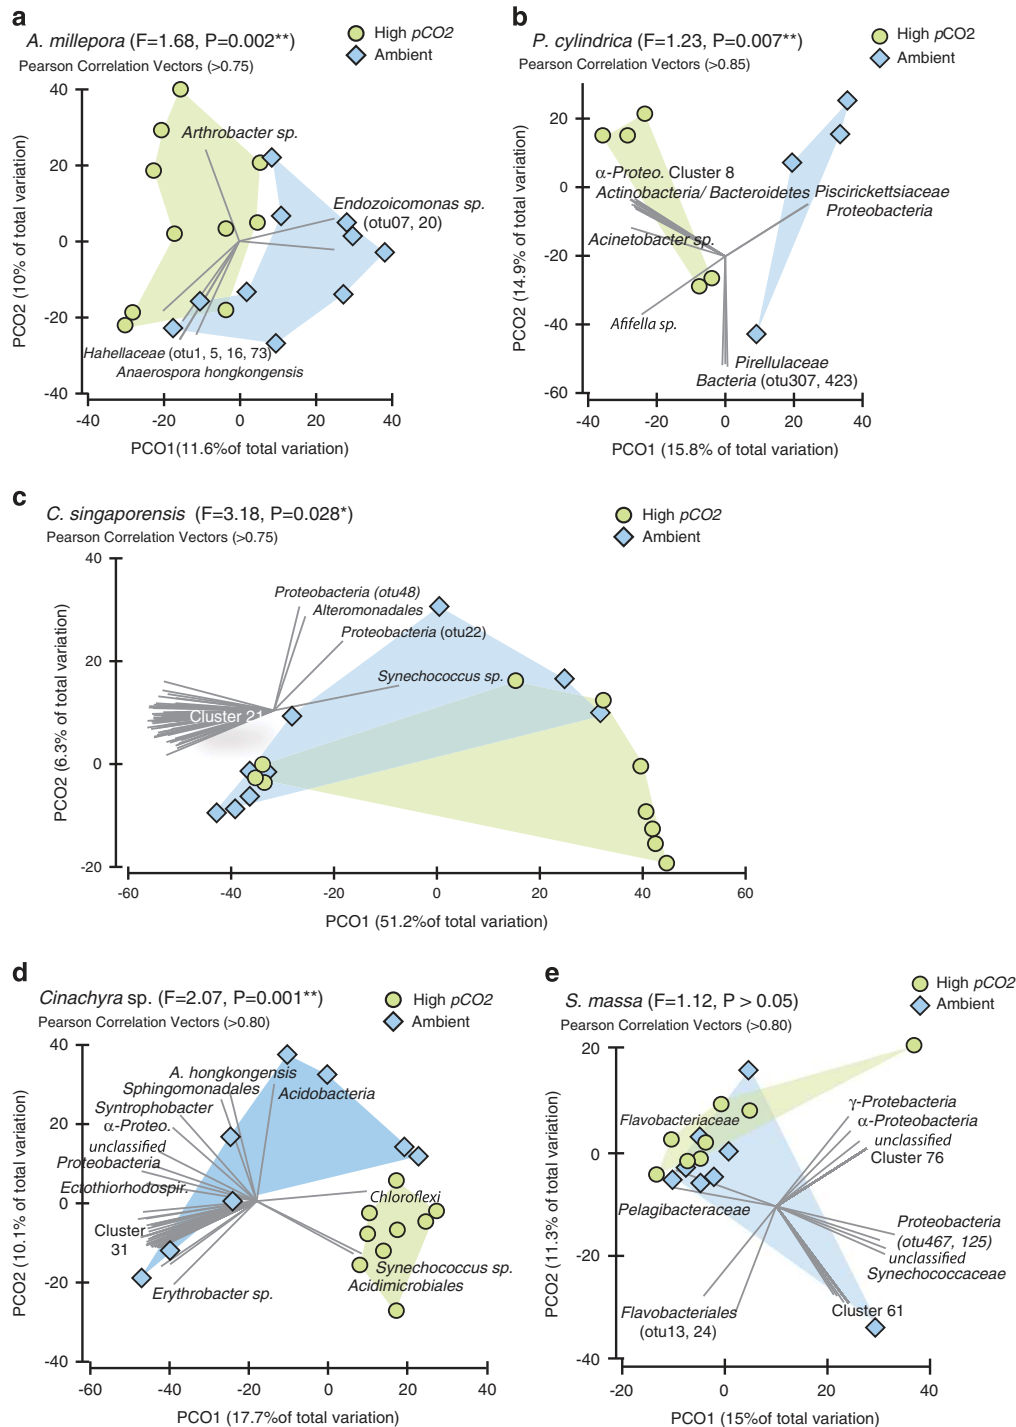 a
A. millepora (F=1.68, P=0.002**)
Pearson Correlation Vectors (>0.75)
High pCO2
Ambient
40
20
0
-20
-40
PCO2 (10% of total variation)
Arthrobacter sp.
Endozoicomonas sp.
(otu07, 20)
Hahellaceae (otu1, 5, 16, 73)
Anaerospora hongkongensis
-40 -20 0 20 40
PCO1(11.6%of total variation)
b
P. cylindrica (F=1.23, P=0.007**)
Pearson Correlation Vectors (>0.85)
High pCO2
Ambient
20
0
-20
-40
-60
PCO2 (14.9% of total variation)
α-Proteo. Cluster 8
Actinobacteria/ Bacteroidetes
Piscirickettsiaceae
Proteobacteria
Acinetobacter sp.
Afifella sp.
Pirellulaceae
Bacteria (otu307, 423)
-40 -20 0 20 40
PCO1 (15.8% of total variation)
c
C. singaporensis (F=3.18, P=0.028*)
Pearson Correlation Vectors (>0.75)
High pCO2
Ambient
40
20
0
-20
PCO2 (6.3% of total variation)
Proteobacteria (otu48)
Alteromonadales
Proteobacteria (otu22)
Synechococcus sp.
Cluster 21
-60 -40 -20 0 20 40 60
PCO1 (51.2%of total variation)
d
Cinachyra sp. (F=2.07, P=0.001**)
Pearson Correlation Vectors (>0.80)
High pCO2
Ambient
40
20
0
-20
-40
PCO2 (10.1% of total variation)
A. hongkongensis
Sphingomonadales
Acidobacteria
Syntrophobacter
α-Proteo.
unclassified
Proteobacteria
Ectothiorhodospir.
Chloroflexi
Cluster
31
Synechococcus sp.
Acidimicrobiales
Erythrobacter sp.
-60 -40 -20 0 20 40
PCO1 (17.7%of total variation)
e
S. massa (F=1.12, P > 0.05)
Pearson Correlation Vectors (>0.80)
High pCO2
Ambient
20
0
-20
-40
PCO2 (11.3% of total variation)
Flavobacteriaceae
γ-Protebacteria
α-Proteobacteria
unclassified
Cluster 76
Pelagibacteraceae
Proteobacteria
(otu467, 125)
unclassified
Synechococcaceae
Flavobacteriales
(otu13, 24)
Cluster 61
-20 0 20 40
PCO1 (15% of total variation)